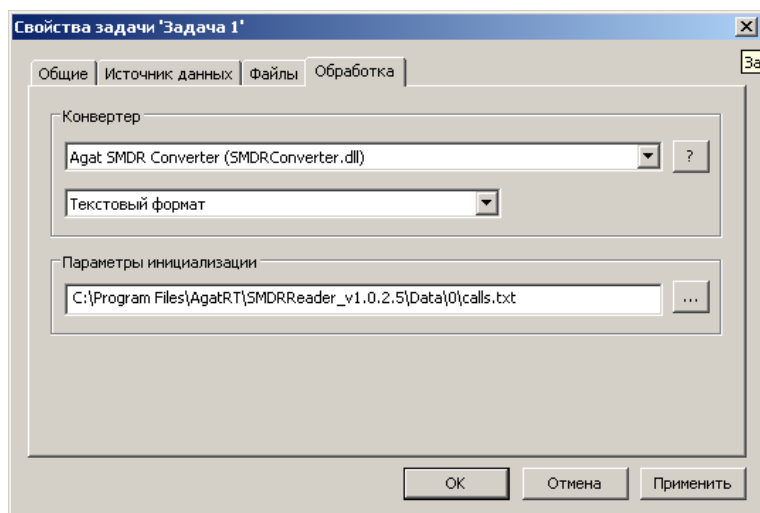 Свойства задачи 'Задача 1'
За
Общие Источник данных Файлы Обработка
Конвертер
Agat SMDR Converter (SMDRConverter.dll)
?
Текстовый формат
Параметры инициализации
C:\Program Files\AgatRT\SMDRReader_v1.0.2.5\Data\0\calls.txt
...
OK Отмена Применить